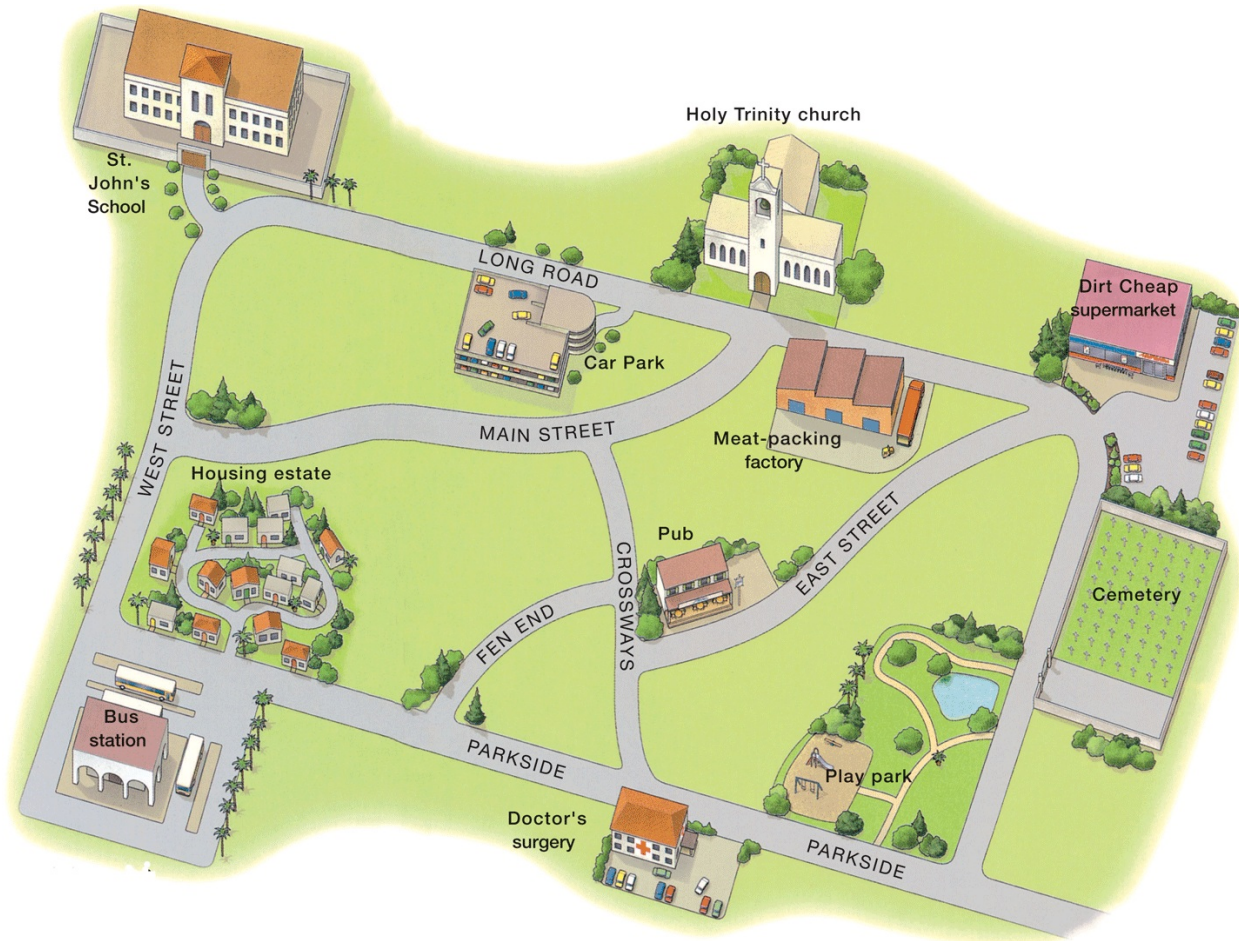 Holy Trinity church
St.
John's
School
LONG ROAD
Dirt Cheap
supermarket
Car Park
WEST STREET
MAIN STREET
Meat-packing
factory
Housing estate
EAST STREET
Pub
CROSSWAYS
FEN END
Cemetery
Bus
station
PARKSIDE
Play park
Doctor's
surgery
PARKSIDE